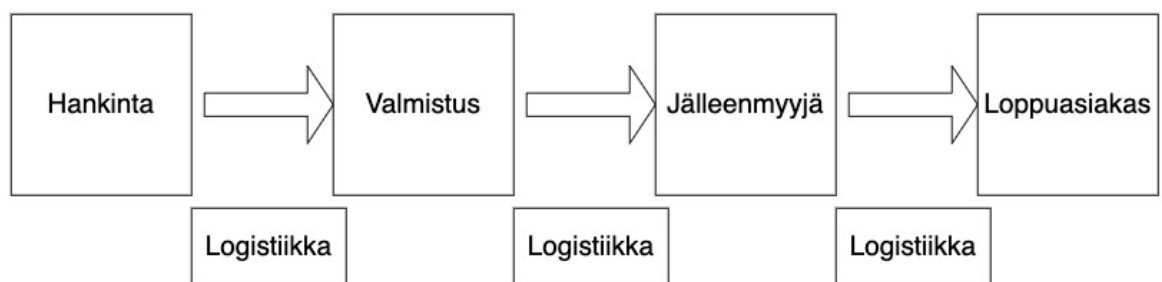 Hankinta
Valmistus
Jälleenmyyjä
Loppuasiakas
Logistiikka
Logistiikka
Logistiikka